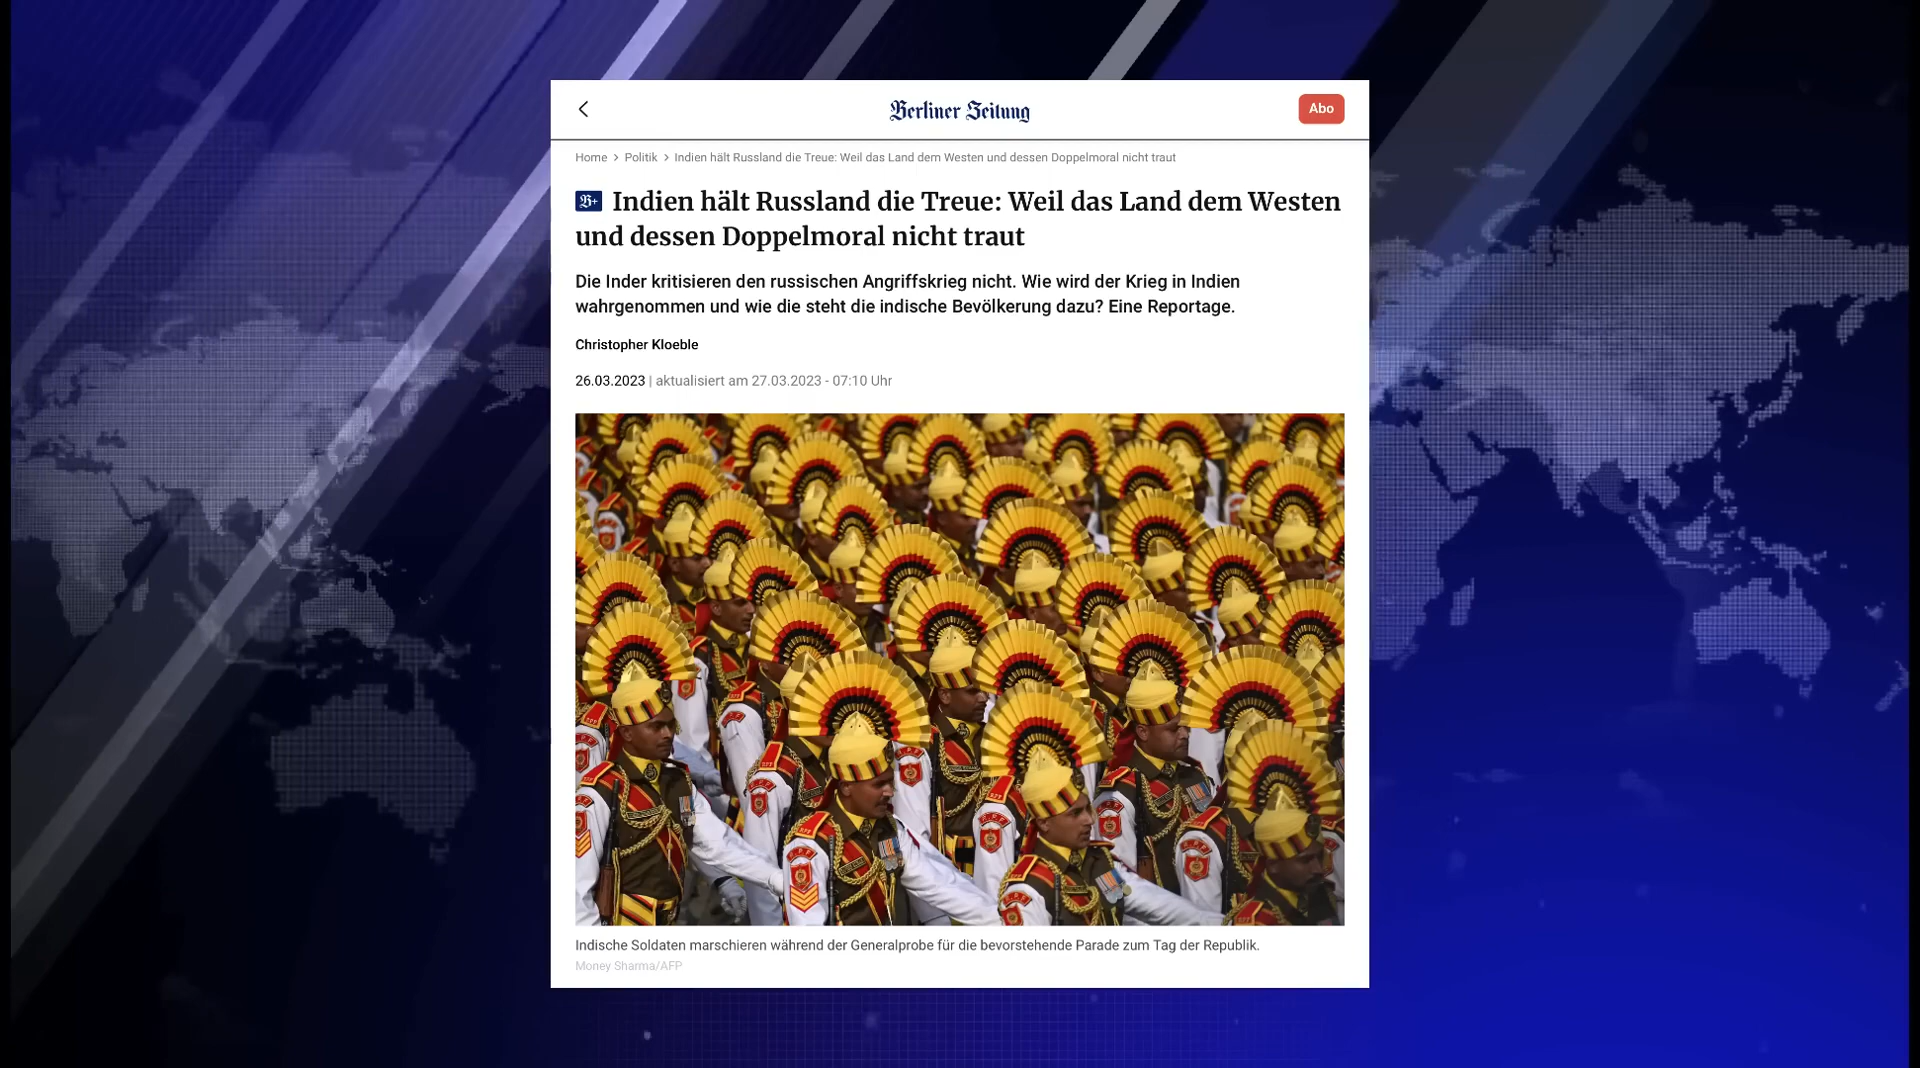 Berliner Zeitung
Abo
Home > Politik > Indien hält Russland die Treue: Weil das Land dem Westen und dessen Doppelmoral nicht traut
B+ Indien hält Russland die Treue: Weil das Land dem Westen
und dessen Doppelmoral nicht traut
Die Inder kritisieren den russischen Angriffskrieg nicht. Wie wird der Krieg in Indien
wahrgenommen und wie die steht die indische Bevölkerung dazu? Eine Reportage.
Christopher Kloeble
26.03.2023 | aktualisiert am 27.03.2023 - 07:10 Uhr
Indische Soldaten marschieren während der Generalprobe für die bevorstehende Parade zum Tag der Republik.
Money Sharma/AFP